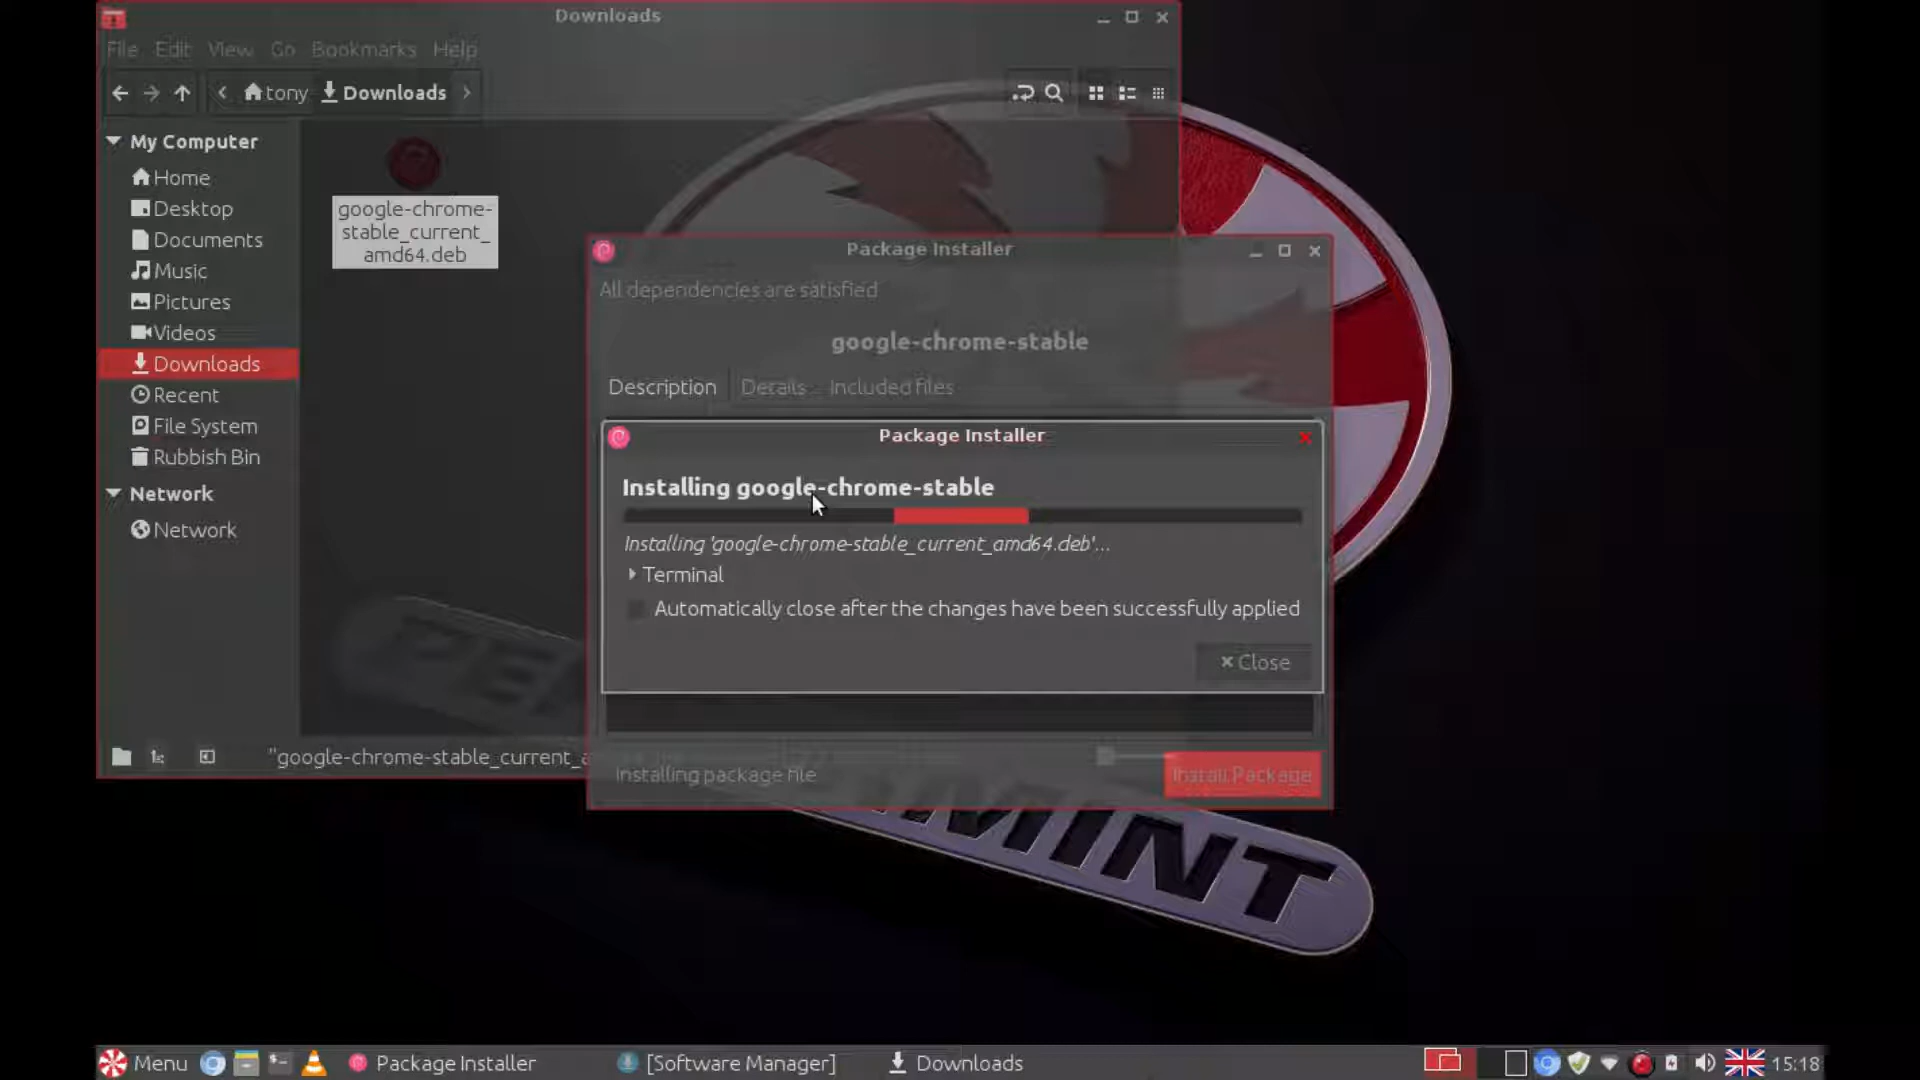 Downloads
File Edit View Go Bookmarks Help
tony Downloads
My Computer
Home
Desktop
Documents
Music
Pictures
Videos
Downloads
Recent
File System
Rubbish Bin
Network
Network
google-chrome-
stable_current_
amd64.deb
"google-chrome-stable_current_a
Package Installer
All dependencies are satisfied
google-chrome-stable
Description Details Included files
Package Installer
Installing google-chrome-stable
Installing 'google-chrome-stable_current_amd64.deb'...
Terminal
Automatically close after the changes have been successfully applied
Close
Installing package file
Install Package
Menu Package Installer [Software Manager] Downloads 15:18